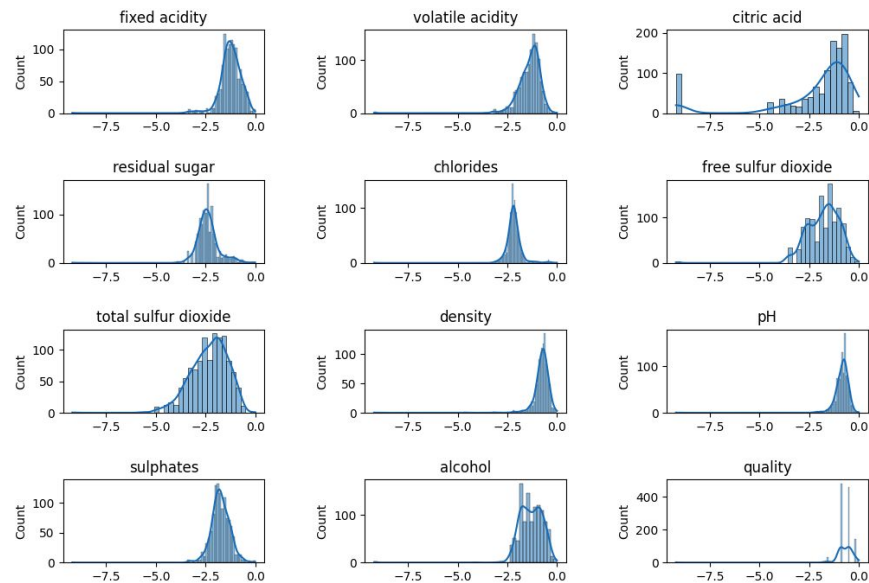 fixed acidity
100
50
0
Count
−7.5 −5.0 −2.5 0.0
volatile acidity
100
50
0
Count
−7.5 −5.0 −2.5 0.0
citric acid
200
100
0
Count
−7.5 −5.0 −2.5 0.0
residual sugar
100
0
Count
−7.5 −5.0 −2.5 0.0
chlorides
100
0
Count
−7.5 −5.0 −2.5 0.0
free sulfur dioxide
100
0
Count
−7.5 −5.0 −2.5 0.0
total sulfur dioxide
100
50
0
Count
−7.5 −5.0 −2.5 0.0
density
100
50
0
Count
−7.5 −5.0 −2.5 0.0
pH
100
0
Count
−7.5 −5.0 −2.5 0.0
sulphates
100
50
0
Count
−7.5 −5.0 −2.5 0.0
alcohol
100
0
Count
−7.5 −5.0 −2.5 0.0
quality
400
200
0
Count
−7.5 −5.0 −2.5 0.0